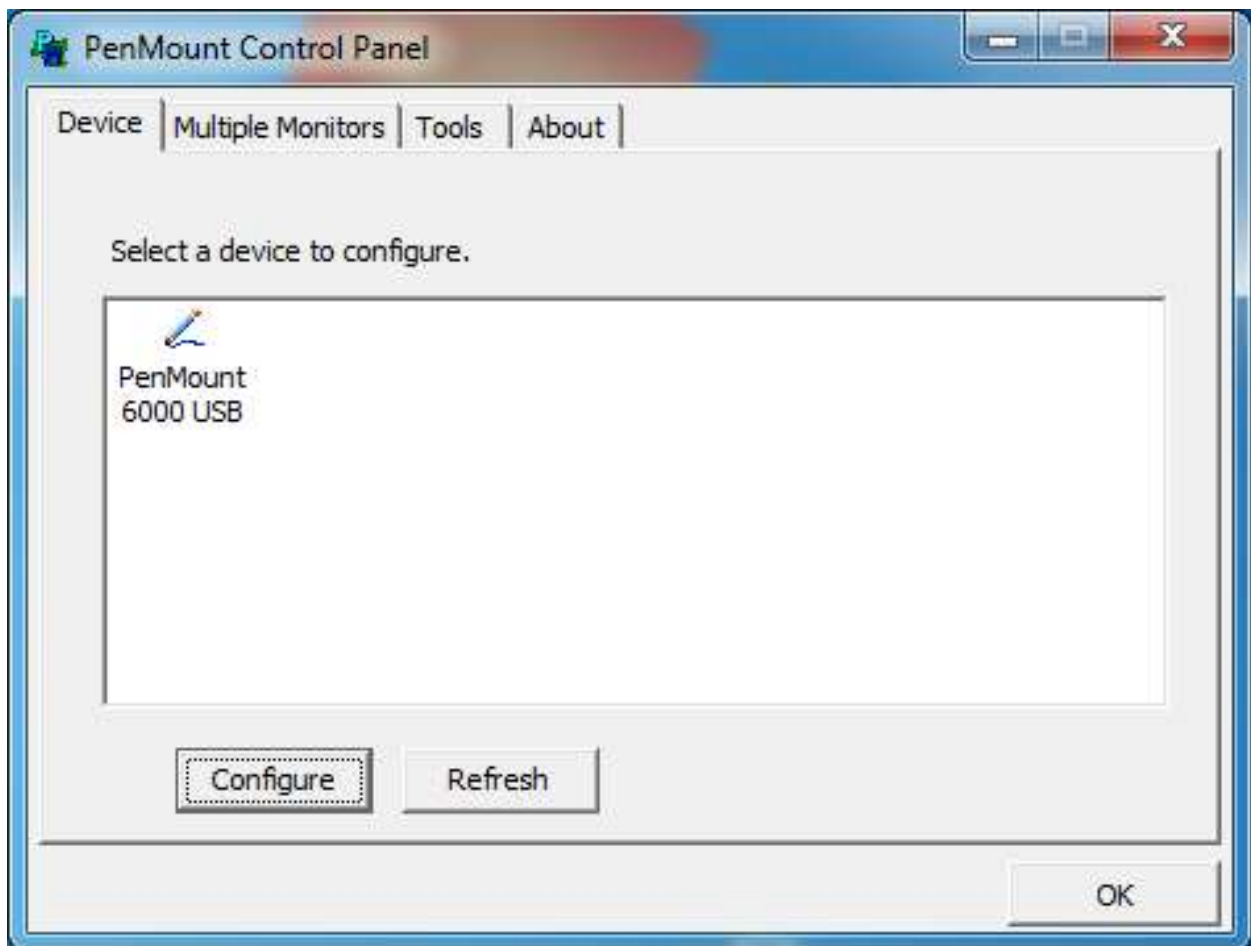 PenMount Control Panel
Device Multiple Monitors Tools About
Select a device to configure.
PenMount
6000 USB
Configure Refresh
OK